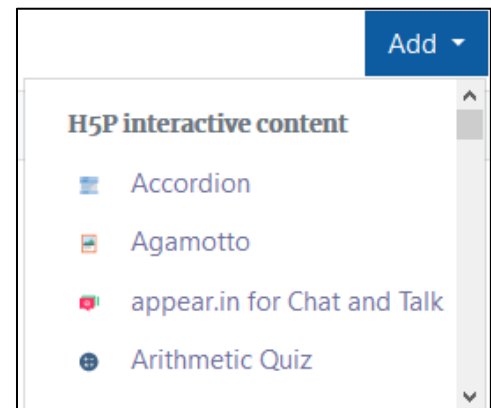 Add
H5P interactive content
Accordion
Agamotto
appear.in for Chat and Talk
Arithmetic Quiz